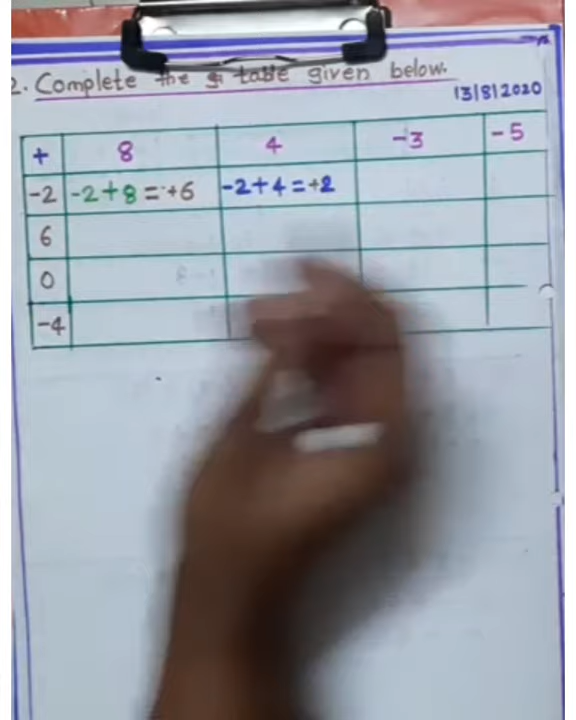 2. Complete the table given below.
13/8/2020
+ 8 4 -3 -5
-2 -2+8=+6 -2+4=+2
6
0
-4